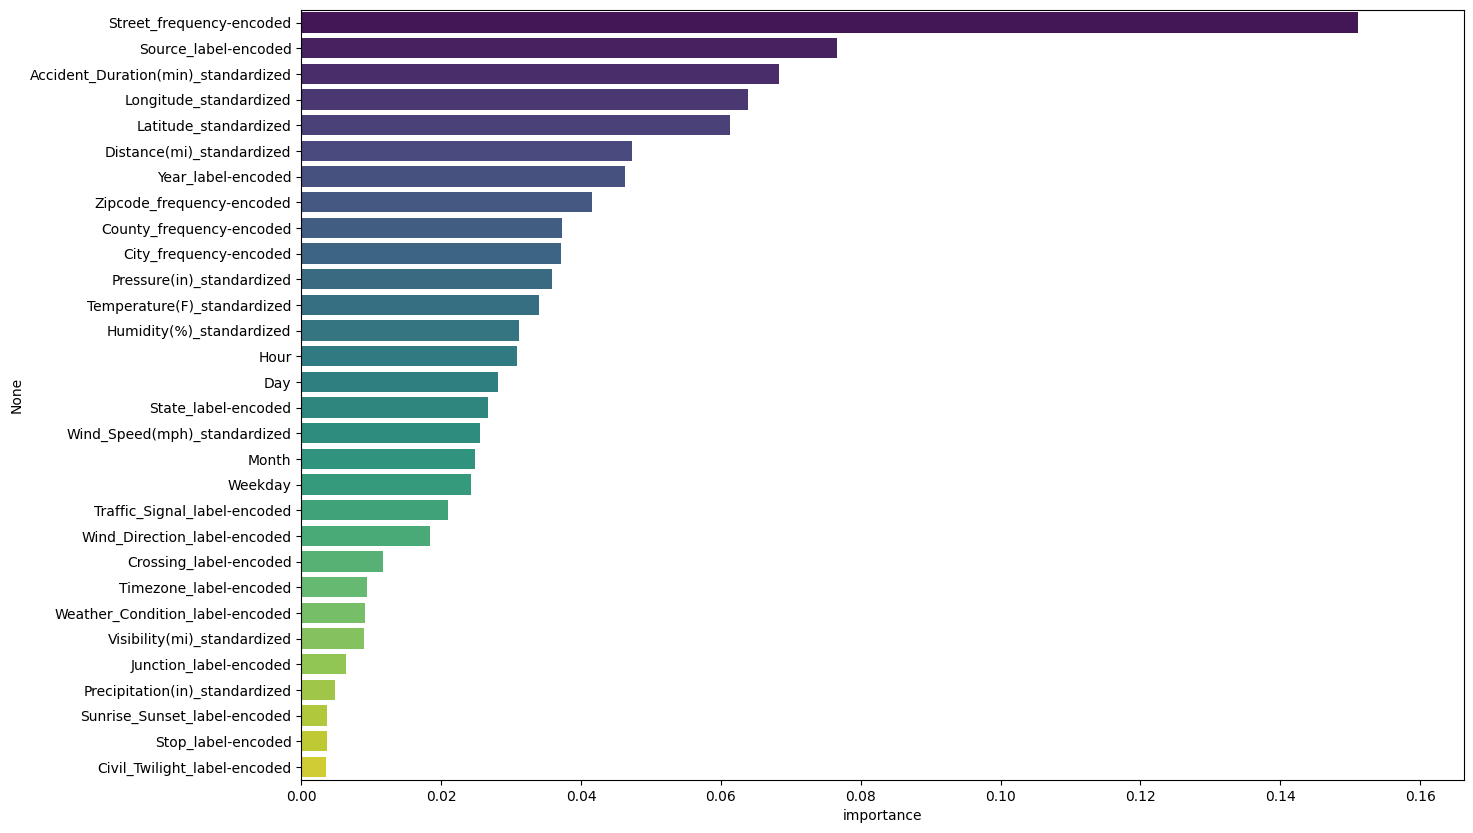 Street_frequency-encoded
Source_label-encoded
Accident_Duration(min)_standardized
Longitude_standardized
Latitude_standardized
Distance(mi)_standardized
Year_label-encoded
Zipcode_frequency-encoded
County_frequency-encoded
City_frequency-encoded
Pressure(in)_standardized
Temperature(F)_standardized
Humidity(%)_standardized
Hour
Day
State_label-encoded
Wind_Speed(mph)_standardized
Month
Weekday
Traffic_Signal_label-encoded
Wind_Direction_label-encoded
Crossing_label-encoded
Timezone_label-encoded
Weather_Condition_label-encoded
Visibility(mi)_standardized
Junction_label-encoded
Precipitation(in)_standardized
Sunrise_Sunset_label-encoded
Stop_label-encoded
Civil_Twilight_label-encoded
None
0.00 0.02 0.04 0.06 0.08 0.10 0.12 0.14 0.16
importance